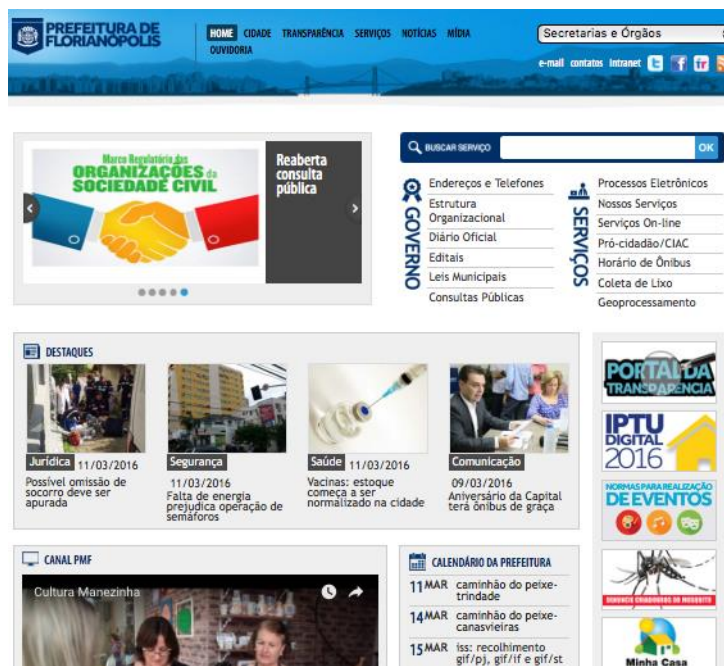 PREFEITURA DE
FLORIANÓPOLIS
HOME CIDADE TRANSPARÊNCIA SERVIÇOS NOTÍCIAS MÍDIA
OUVIDORIA
Secretarias e Órgãos
e-mail contatos intranet
Marco Regulatório das
ORGANIZAÇÕES da
SOCIEDADE CIVIL
Reaberta
consulta
pública
BUSCAR SERVIÇO OK
GOVERNO
Endereços e Telefones
Estrutura
Organizacional
Diário Oficial
Editais
Leis Municipais
Consultas Públicas
SERVIÇOS
Processos Eletrônicos
Nossos Serviços
Serviços On-line
Pró-cidadão/CIAC
Horário de Ônibus
Coleta de Lixo
Geoprocessamento
DESTAQUES
Jurídica 11/03/2016
Possível omissão de
socorro deve ser
apurada
Segurança
11/03/2016
Falta de energia
prejudica operação de
semáforos
Saúde 11/03/2016
Vacinas: estoque
começa a ser
normalizado na cidade
Comunicação
09/03/2016
Aniversário da Capital
terá ônibus de graça
PORTAL DA
TRANSPARENCIA
IPTU
DIGITAL
2016
NORMAS PARA REALIZAÇÃO
DE EVENTOS
DENUNCIE CRIADOUROS DO MOSQUITO
Minha Casa
CANAL PMF
Cultura Manezinha
CALENDÁRIO DA PREFEITURA
11 MAR caminhão do peixe-
trindade
14 MAR caminhão do peixe-
canasvieiras
15 MAR iss: recolhimento
gif/pj, gif/if e gif/st